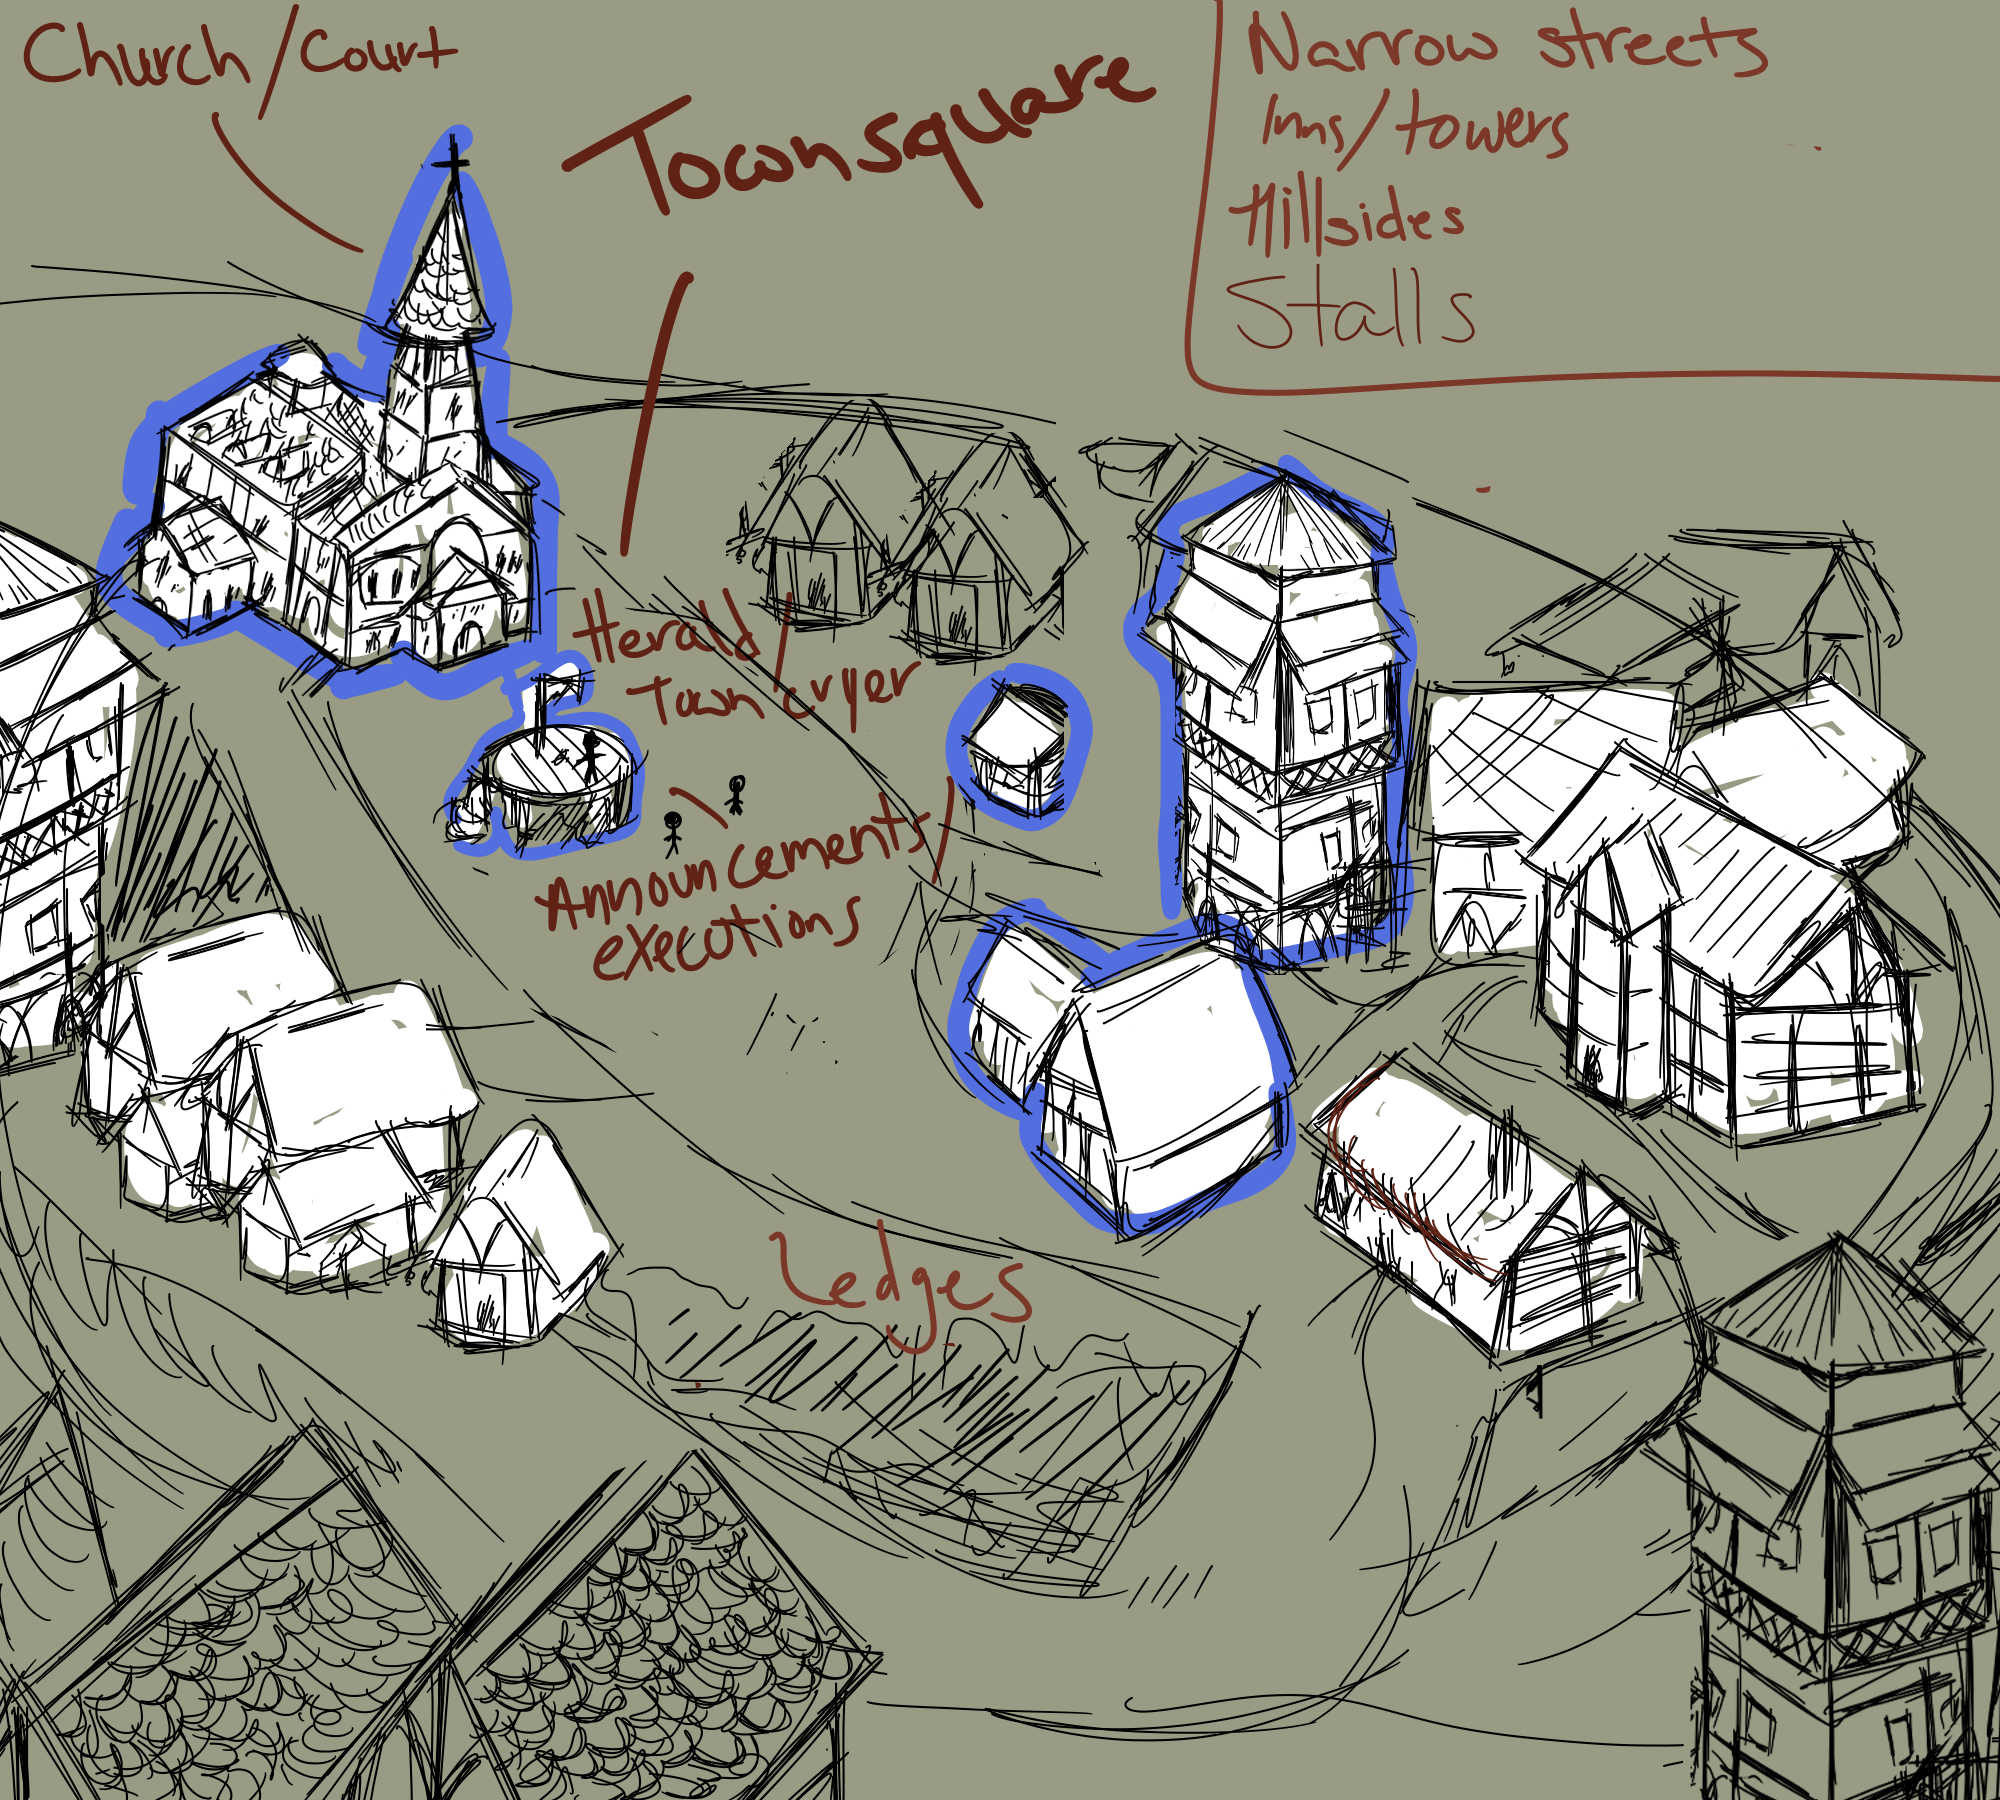 Church/Court
Townsquare
Narrow streets
Inns/towers
Hillsides
Stalls
Herald/
Town cryer
Announcements/
executions
Ledges